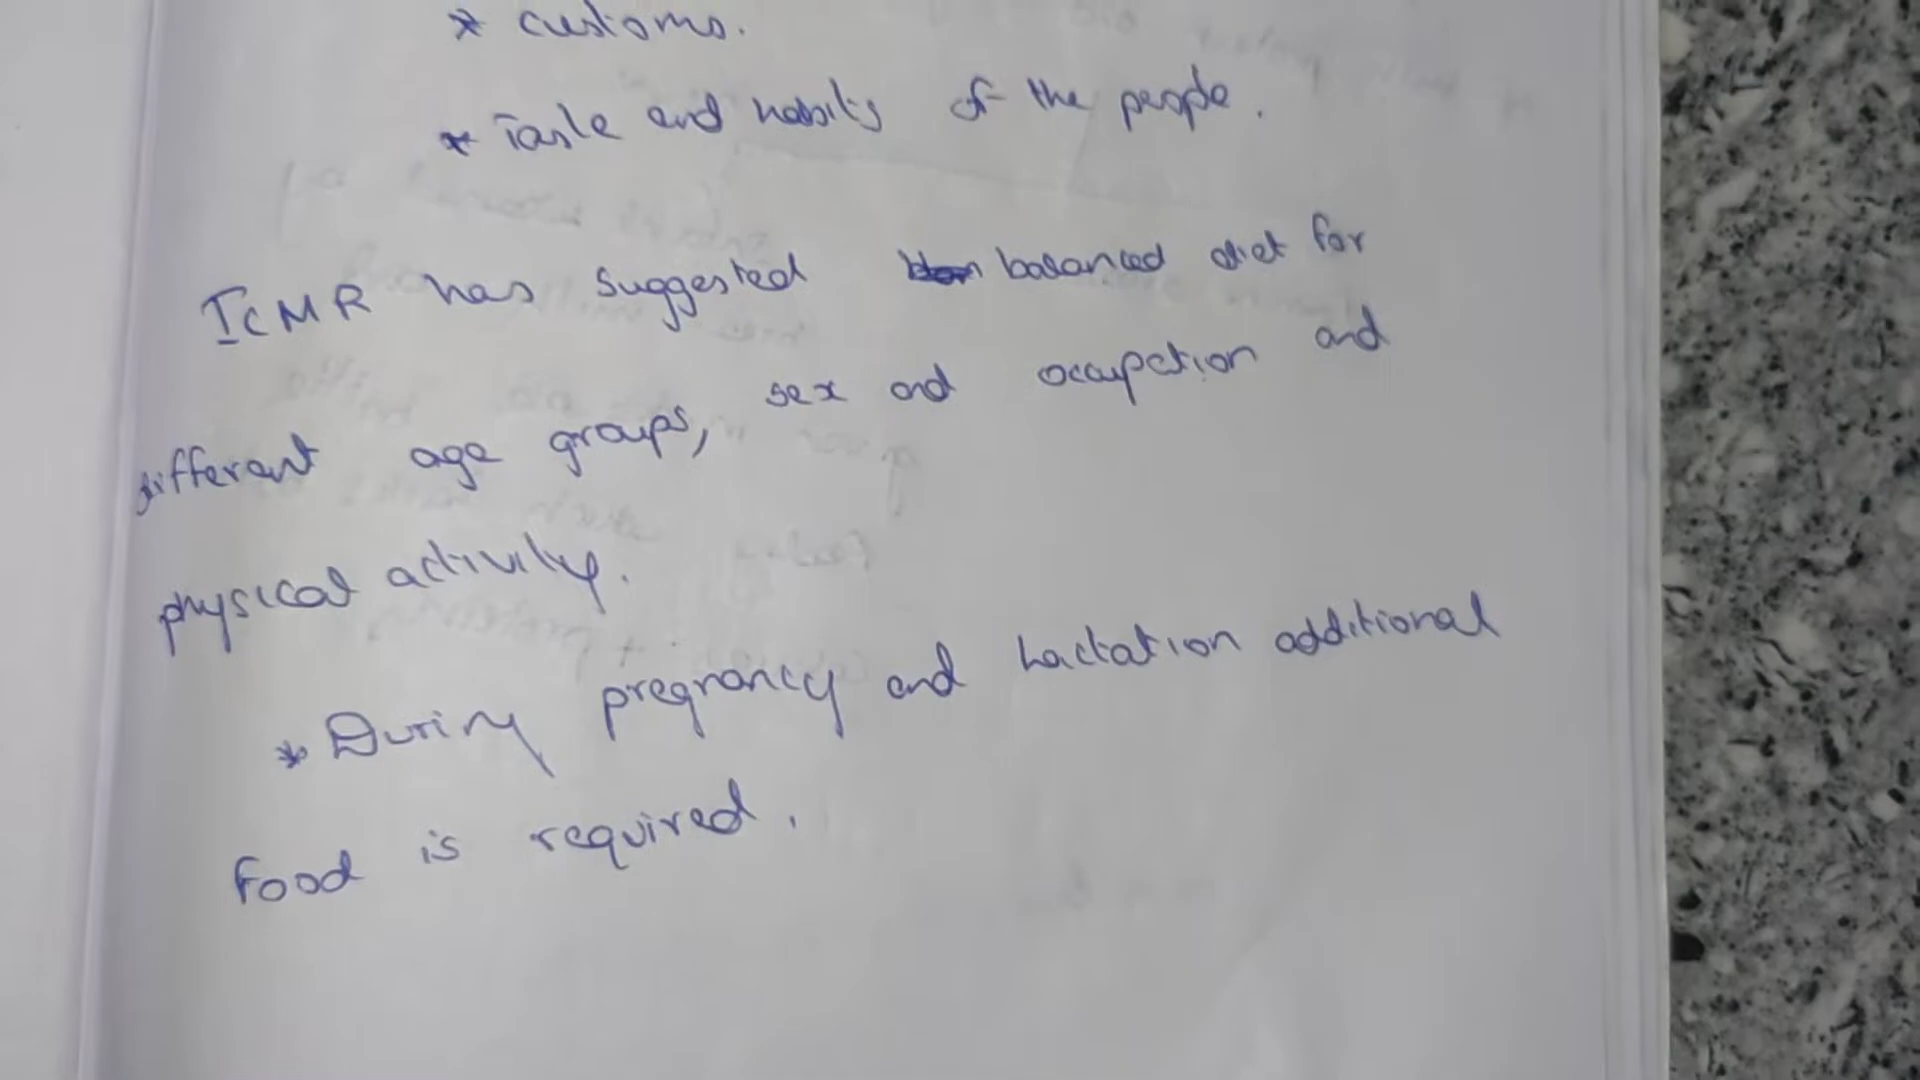 * customs.
* Taste and habits of the people.
ICMR has suggested balanced diet for
different age groups, sex and occupation and
physical activity.
* During pregnancy and Lactation additional
food is required.